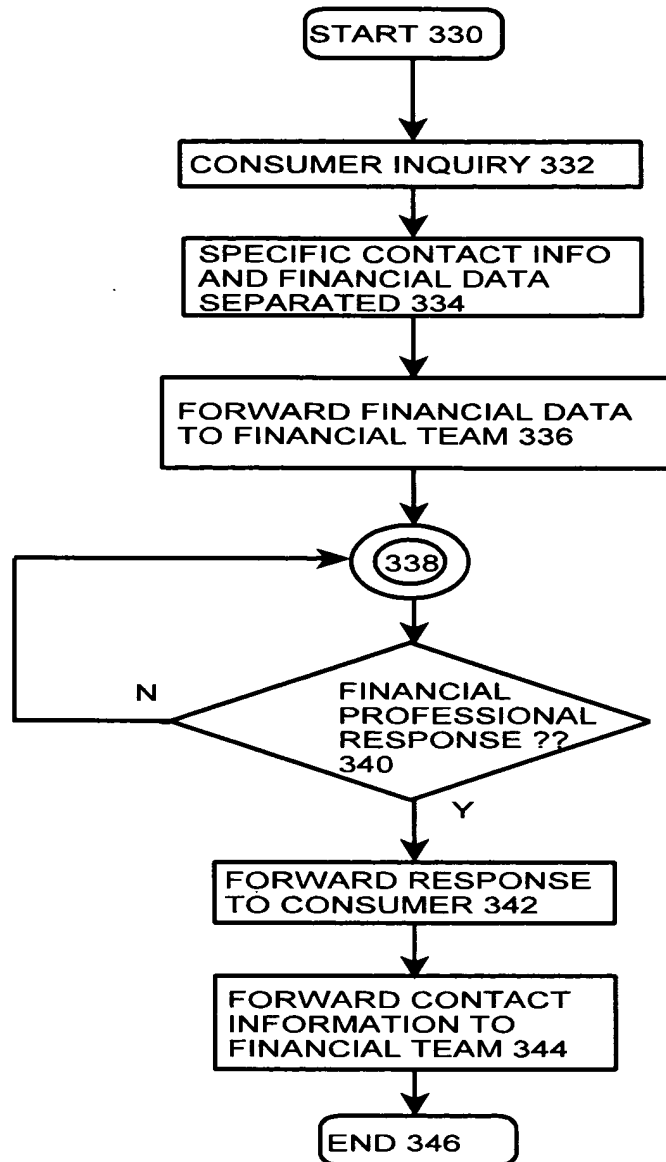 START 330
CONSUMER INQUIRY 332
SPECIFIC CONTACT INFO
AND FINANCIAL DATA
SEPARATED 334
FORWARD FINANCIAL DATA
TO FINANCIAL TEAM 336
338
N
FINANCIAL
PROFESSIONAL
RESPONSE ??
340
Y
FORWARD RESPONSE
TO CONSUMER 342
FORWARD CONTACT
INFORMATION TO
FINANCIAL TEAM 344
END 346